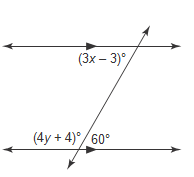 (3x – 3)°
(4y + 4)° 60°